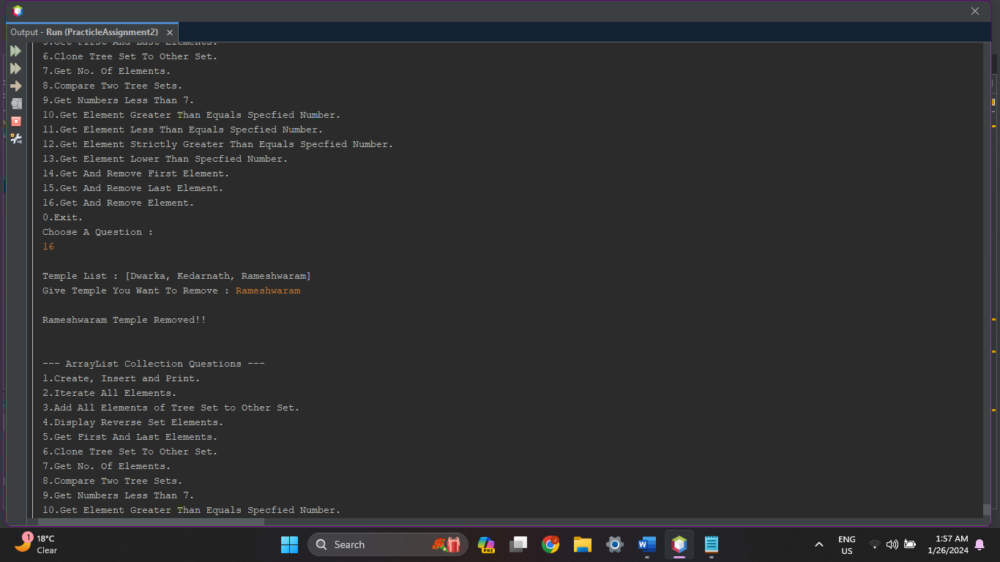 Output - Run (PracticleAssignment2)
5.Get First And Last Elements.
6.Clone Tree Set To Other Set.
7.Get No. Of Elements.
8.Compare Two Tree Sets.
9.Get Numbers Less Than 7.
10.Get Element Greater Than Equals Specfied Number.
11.Get Element Less Than Equals Specfied Number.
12.Get Element Strictly Greater Than Equals Specfied Number.
13.Get Element Lower Than Specfied Number.
14.Get And Remove First Element.
15.Get And Remove Last Element.
16.Get And Remove Element.
0.Exit.
Choose A Question :
16
Temple List : [Dwarka, Kedarnath, Rameshwaram]
Give Temple You Want To Remove : Rameshwaram
Rameshwaram Temple Removed!!
--- ArrayList Collection Questions ---
1.Create, Insert and Print.
2.Iterate All Elements.
3.Add All Elements of Tree Set to Other Set.
4.Display Reverse Set Elements.
5.Get First And Last Elements.
6.Clone Tree Set To Other Set.
7.Get No. Of Elements.
8.Compare Two Tree Sets.
9.Get Numbers Less Than 7.
10.Get Element Greater Than Equals Specfied Number.
1
18°C
Clear
Search
PRE
ENG
US
1:57 AM
1/26/2024